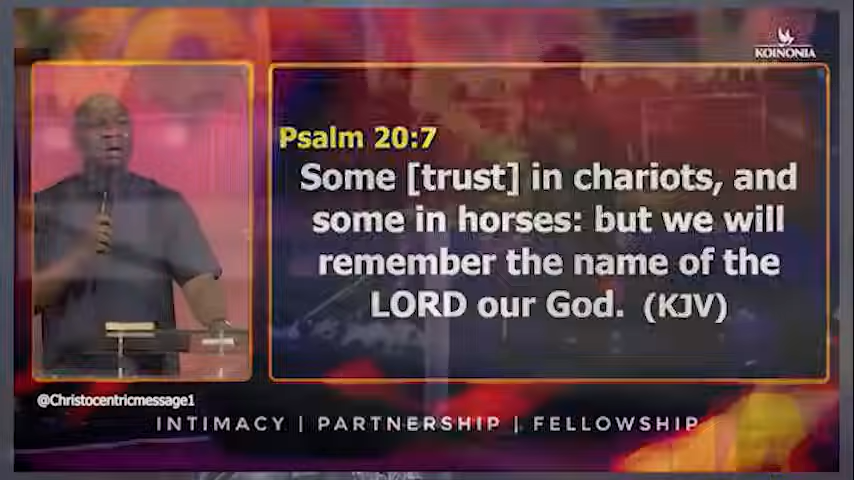 KOINONIA
Psalm 20:7
Some [trust] in chariots, and
some in horses: but we will
remember the name of the
LORD our God. (KJV)
@Christocentricmessage1
INTIMACY | PARTNERSHIP | FELLOWSHIP